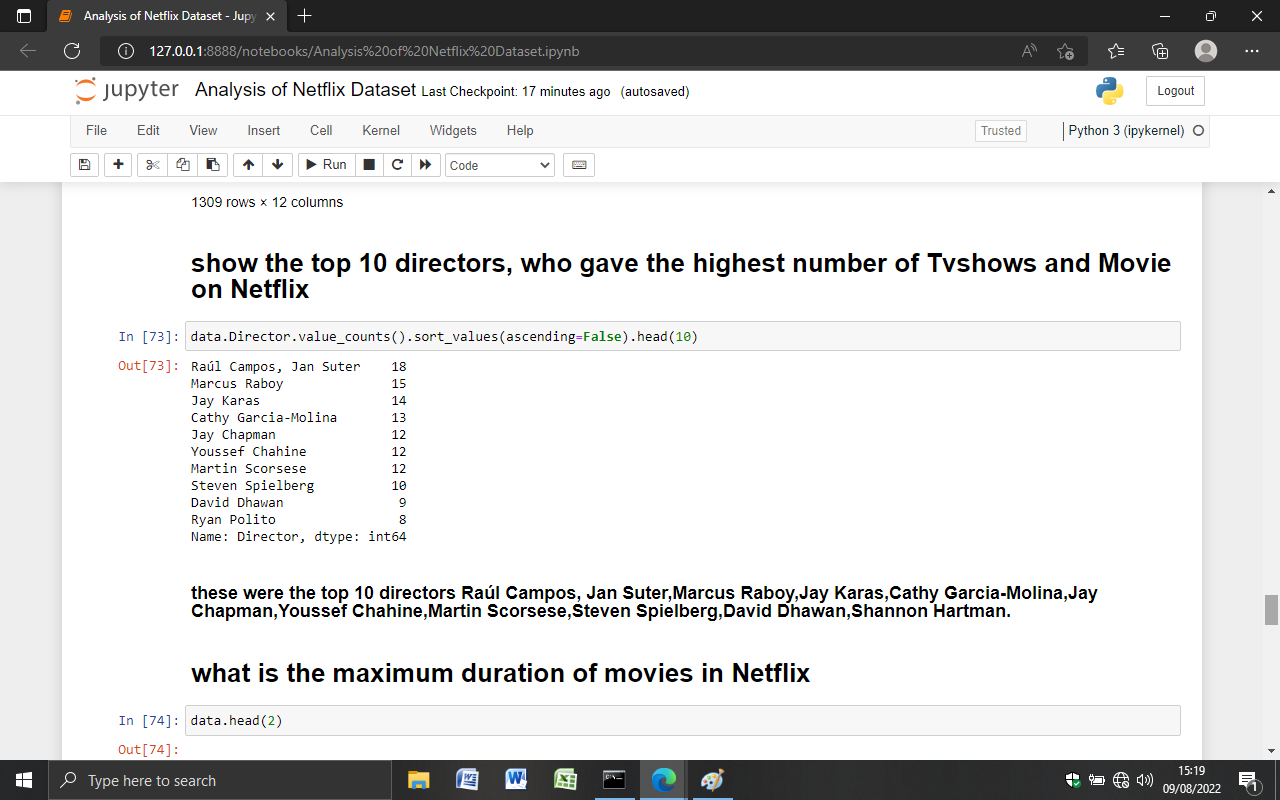 Analysis of Netflix Dataset - Jupy
127.0.0.1:8888/notebooks/Analysis%20of%20Netflix%20Dataset.ipynb
jupyter Analysis of Netflix Dataset Last Checkpoint: 17 minutes ago (autosaved)
Logout
File Edit View Insert Cell Kernel Widgets Help
Trusted
Python 3 (ipykernel)
Run
Code
1309 rows × 12 columns
show the top 10 directors, who gave the highest number of Tvshows and Movie
on Netflix
In [73]: data.Director.value_counts().sort_values(ascending=False).head(10)
Out[73]: Raúl Campos, Jan Suter 18
Marcus Raboy 15
Jay Karas 14
Cathy Garcia-Molina 13
Jay Chapman 12
Youssef Chahine 12
Martin Scorsese 12
Steven Spielberg 10
David Dhawan 9
Ryan Polito 8
Name: Director, dtype: int64
these were the top 10 directors Raúl Campos, Jan Suter,Marcus Raboy,Jay Karas,Cathy Garcia-Molina,Jay
Chapman,Youssef Chahine,Martin Scorsese,Steven Spielberg,David Dhawan,Shannon Hartman.
what is the maximum duration of movies in Netflix
In [74]: data.head(2)
Out[74]:
Type here to search
15:19
09/08/2022
1